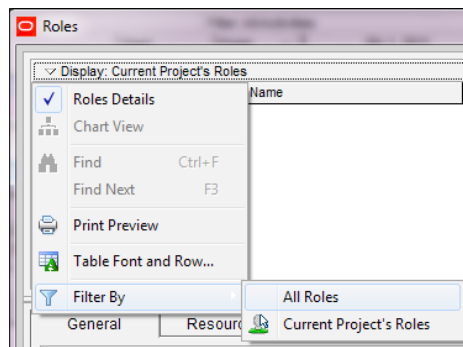 Roles
Display: Current Project's Roles
Name
Roles Details
Chart View
Find Ctrl+F
Find Next F3
Print Preview
Table Font and Row...
Filter By
All Roles
General Resourc
Current Project's Roles